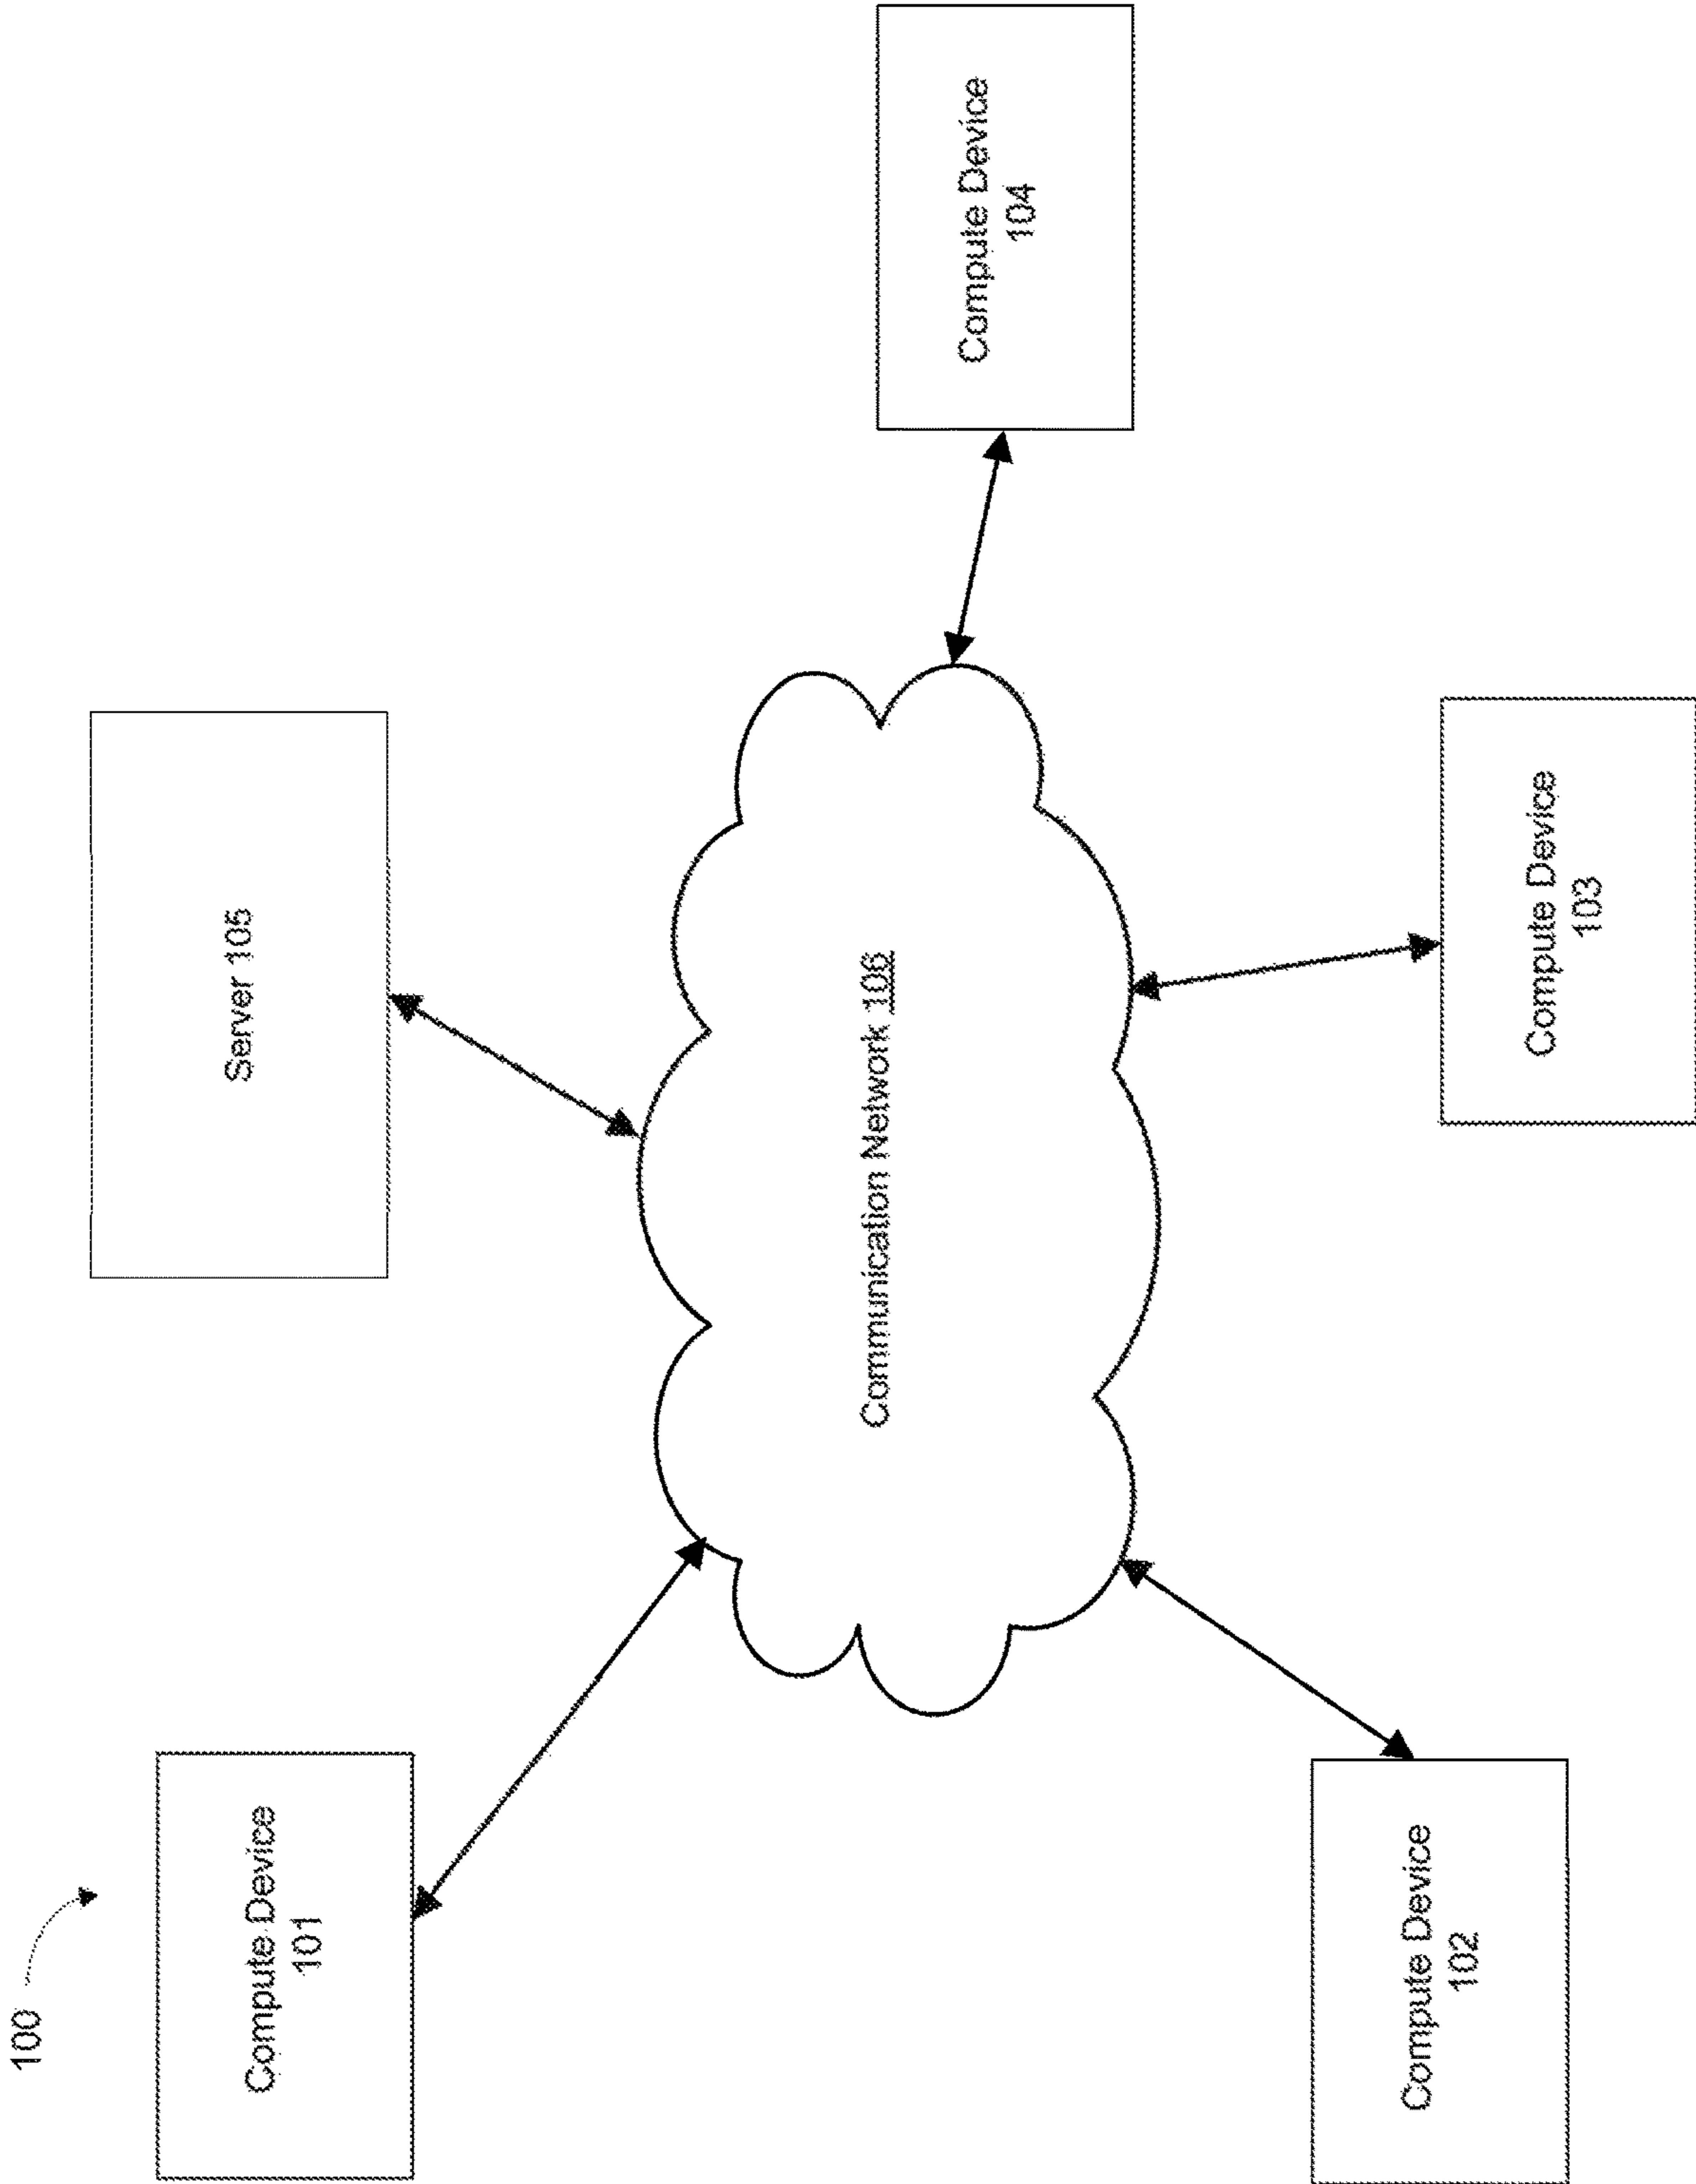 100
Compute Device
101
Server 105
Communication Network 106
Compute Device
104
Compute Device
102
Compute Device
103